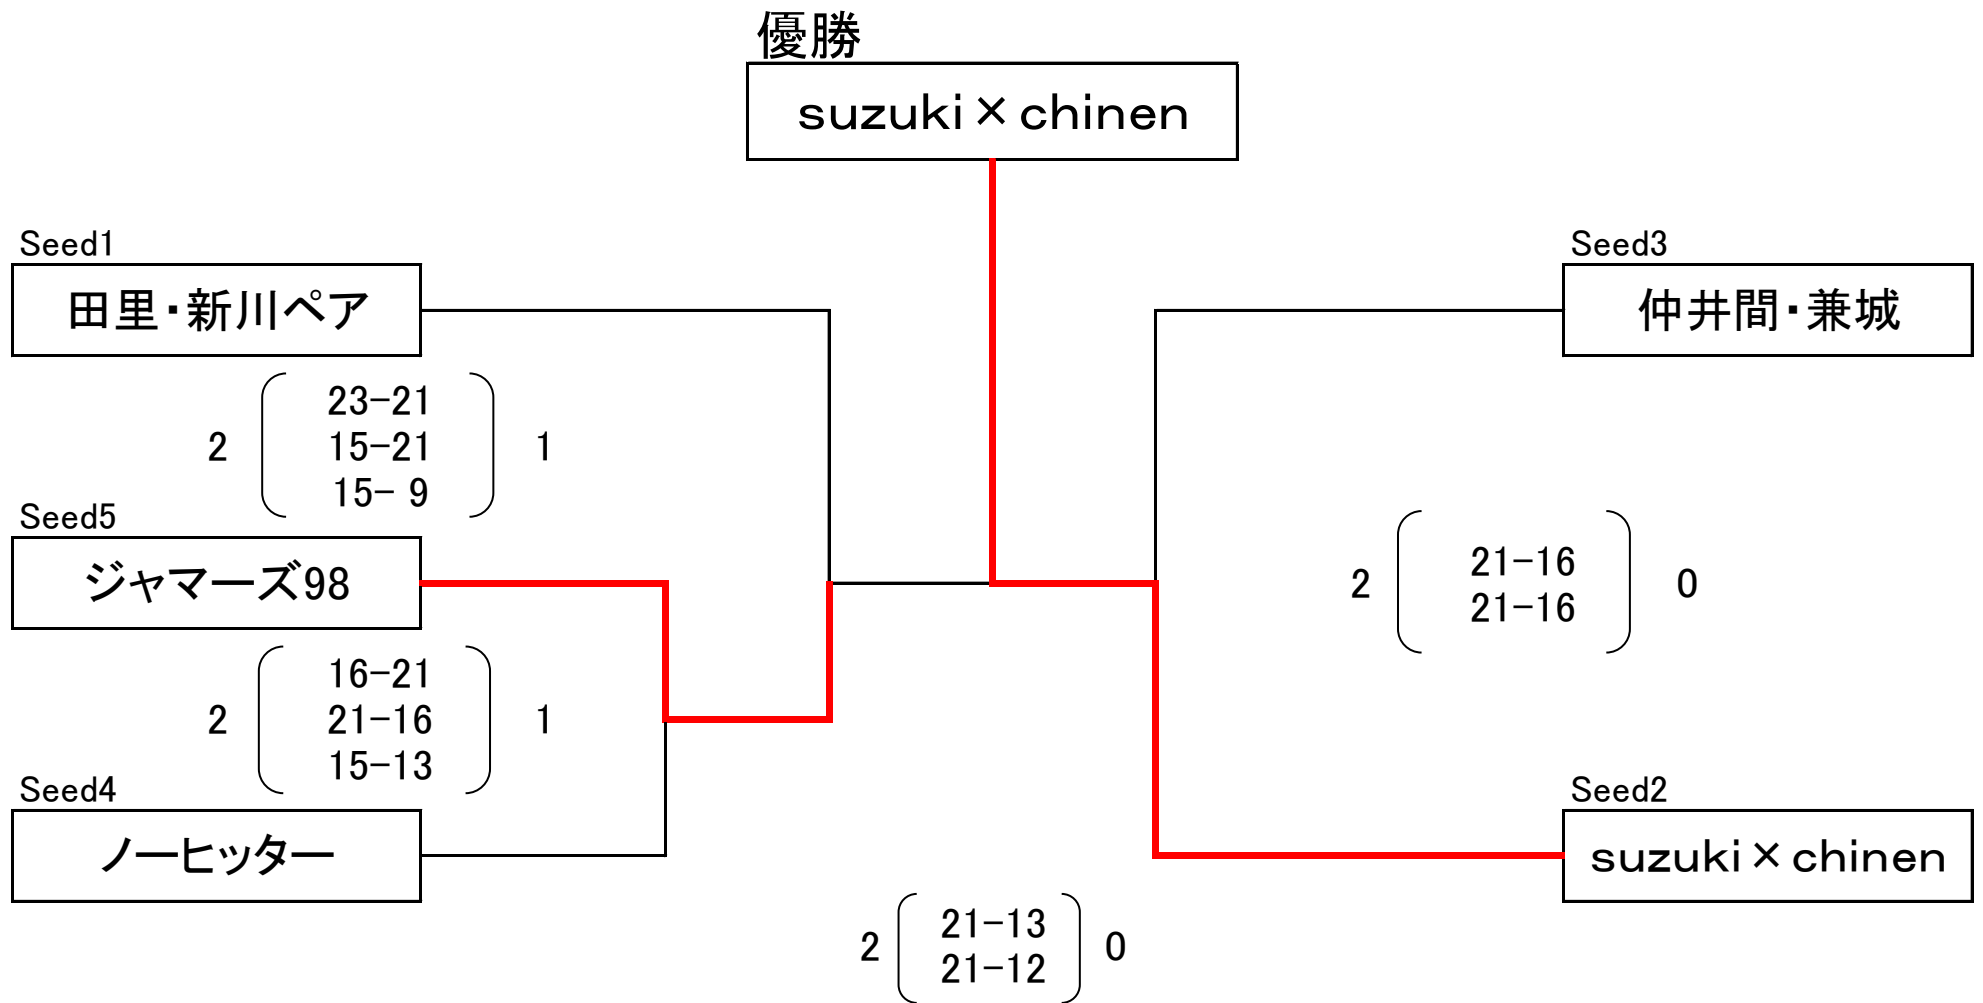 優勝
suzuki×chinen
Seed1
田里・新川ペア
Seed3
仲井間・兼城
23-21
2 15-21 1
15- 9
Seed5
ジャマーズ98
21-16
2 0
21-16
16-21
2 21-16 1
15-13
Seed4
ノーヒッター
Seed2
suzuki×chinen
21-13
2 0
21-12